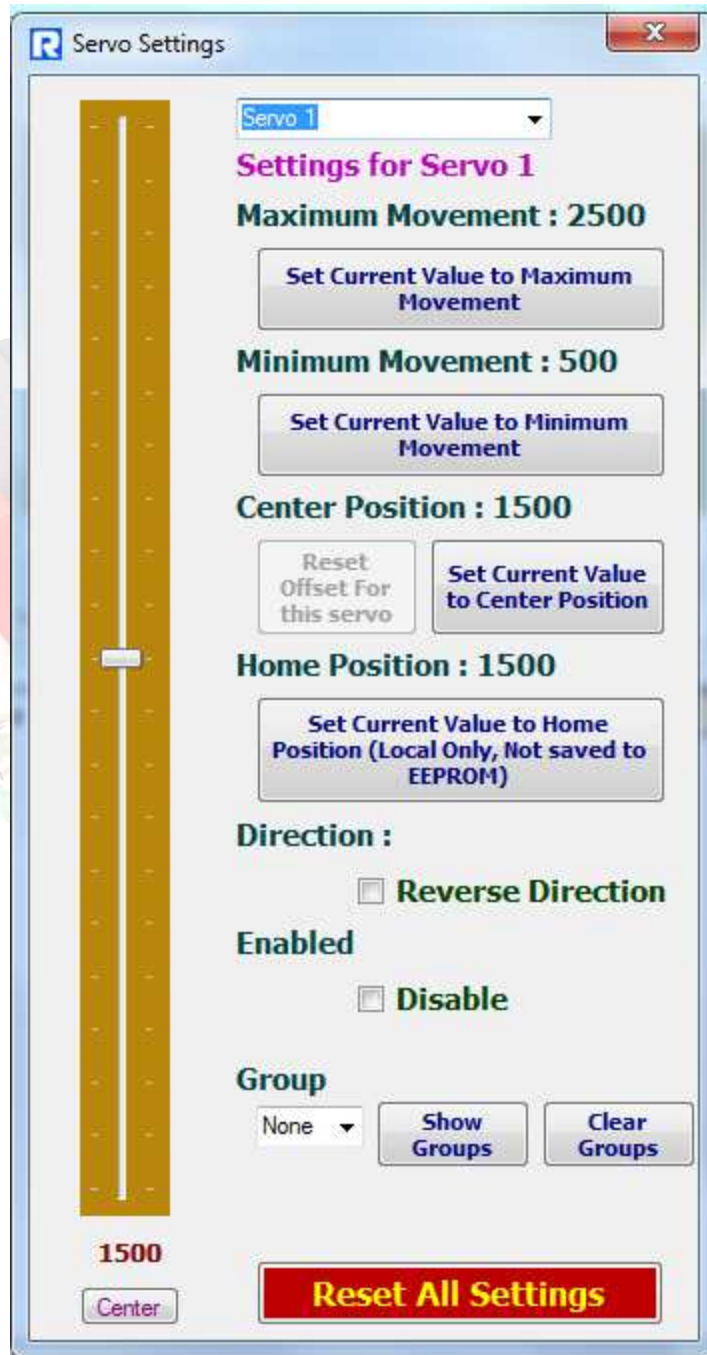 R Servo Settings
Servo 1
Settings for Servo 1
Maximum Movement : 2500
Set Current Value to Maximum
Movement
Minimum Movement : 500
Set Current Value to Minimum
Movement
Center Position : 1500
Reset
Offset For
this servo
Set Current Value
to Center Position
Home Position : 1500
Set Current Value to Home
Position (Local Only, Not saved to
EEPROM)
Direction :
Reverse Direction
Enabled
Disable
Group
None
Show
Groups
Clear
Groups
1500
Center
Reset All Settings